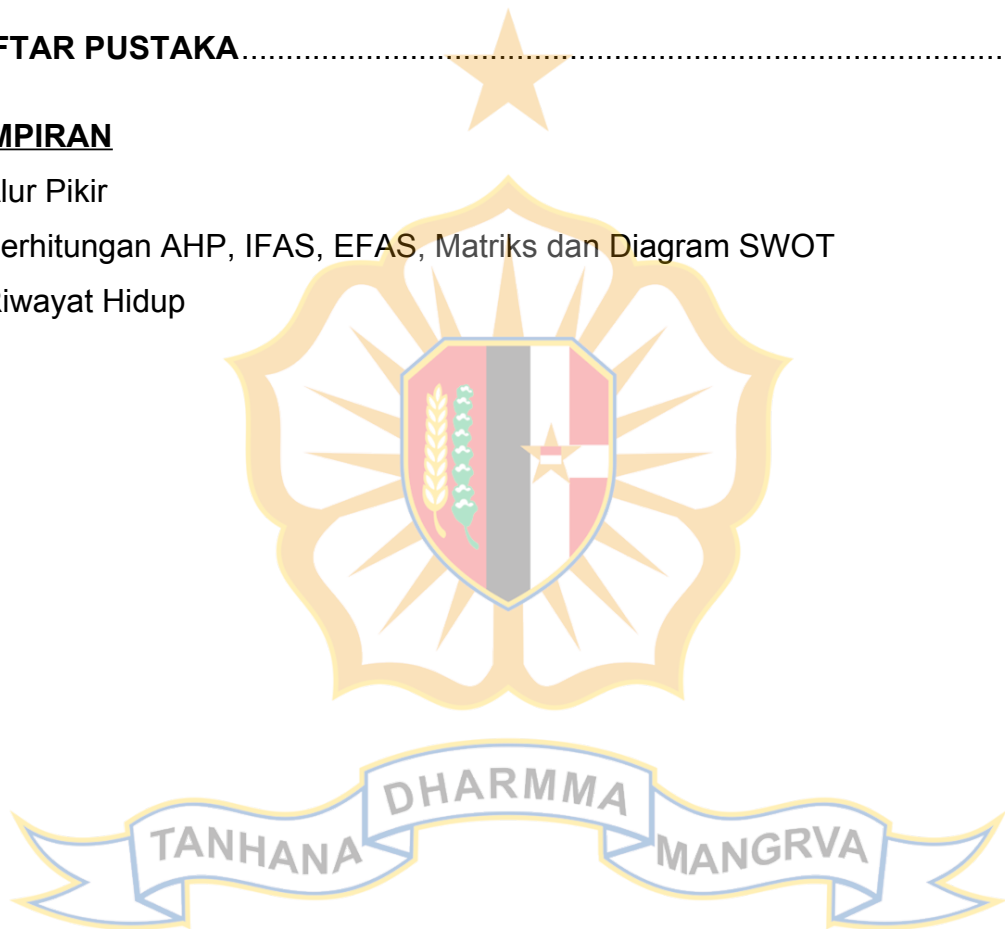 FTAR PUSTAKA........................................................................................
MPIRAN
lur Pikir
erhitungan AHP, IFAS, EFAS, Matriks dan Diagram SWOT
iwayat Hidup
TANHANA DHARMMA MANGRVA